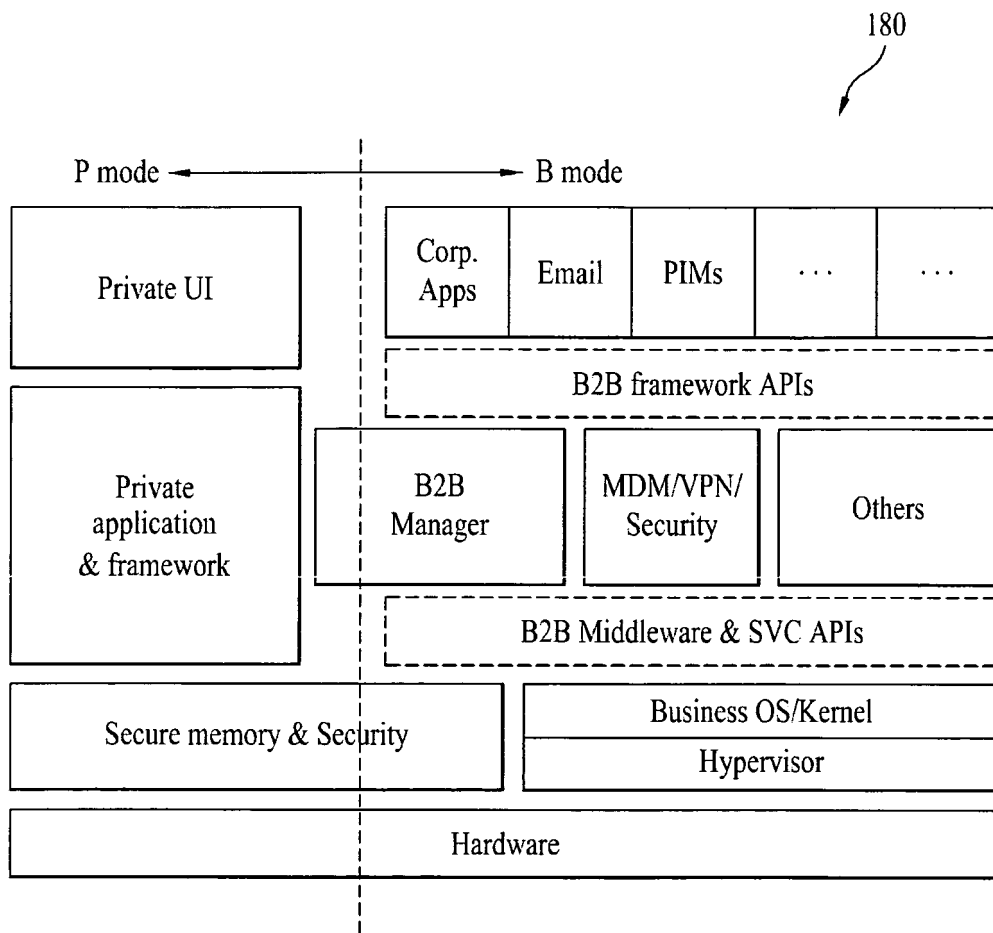 180
P mode
B mode
Private UI
Corp.
Apps
Email
PIMs
...
...
B2B framework APIs
Private
application
& framework
B2B
Manager
MDM/VPN/
Security
Others
B2B Middleware & SVC APIs
Secure memory & Security
Business OS/Kernel
Hypervisor
Hardware